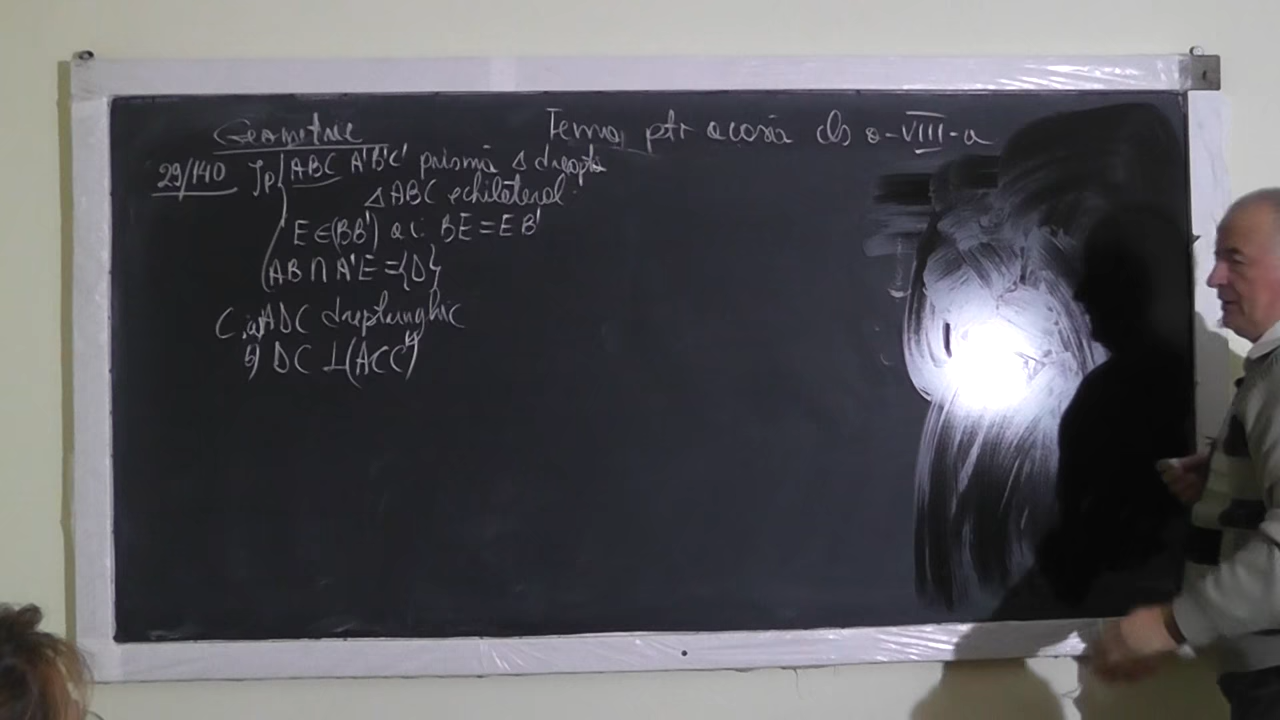 Geometrie
Tema ptr acasă cls a-VIII-a
29/140 Ip { ABC A'B'C' prismă Δ dreaptă
Δ ABC echilateral
E ∈ (BB') a.î. BE = EB'
AB ∩ A'E = {D}
C. a) ADC dreptunghic
b) DC ⊥ (ACC')